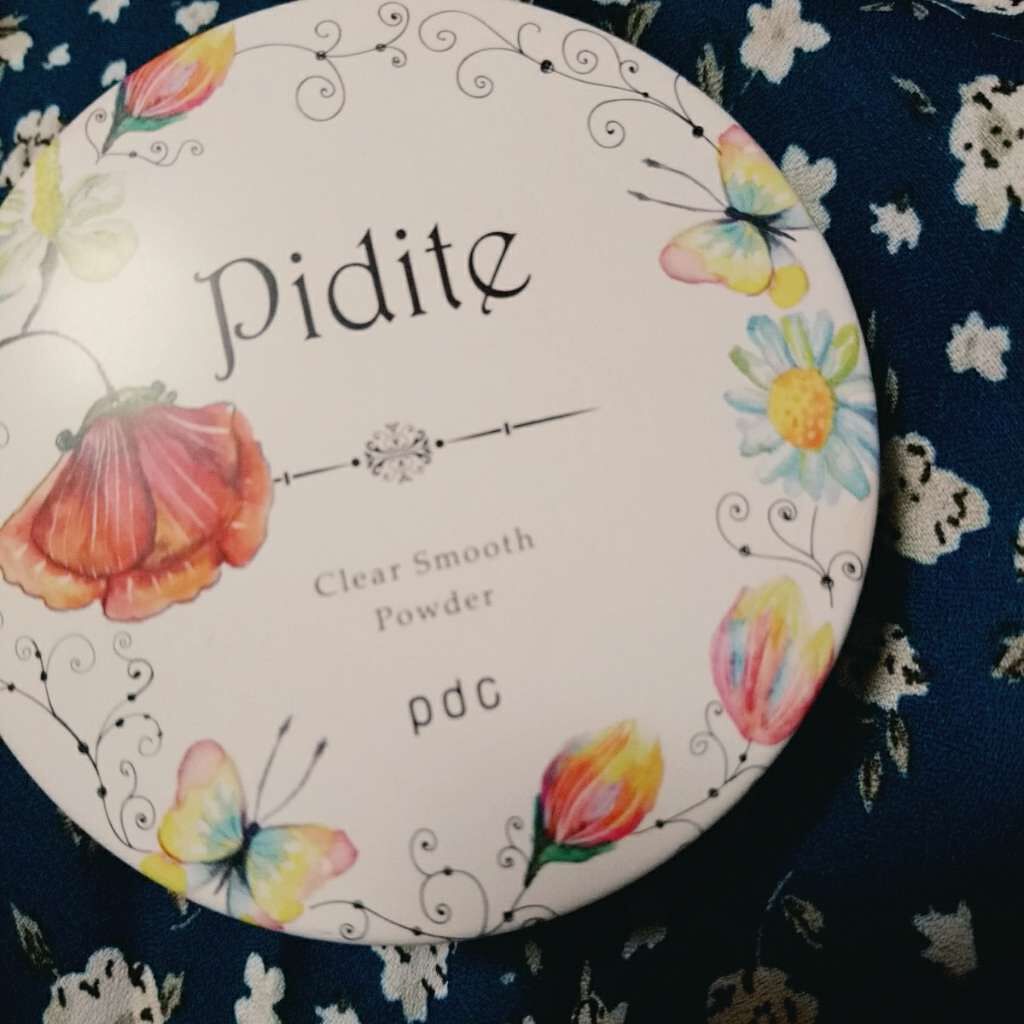 Pidite
Clear Smooth
Powder
pdc